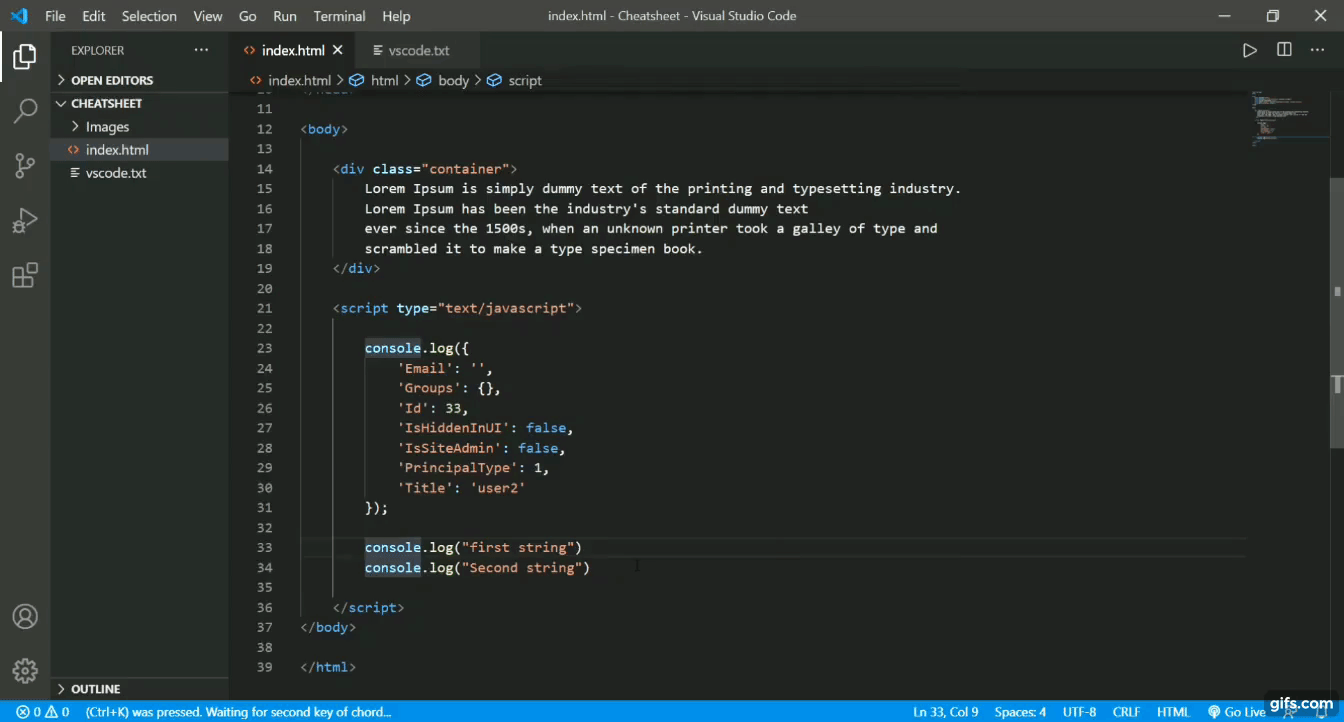 File Edit Selection View Go Run Terminal Help
index.html - Cheatsheet - Visual Studio Code
EXPLORER
OPEN EDITORS
CHEATSHEET
Images
index.html
vscode.txt
OUTLINE
index.html vscode.txt
index.html > html > body > script
11
12 <body>
13
14 <div class="container">
15 Lorem Ipsum is simply dummy text of the printing and typesetting industry.
16 Lorem Ipsum has been the industry's standard dummy text
17 ever since the 1500s, when an unknown printer took a galley of type and
18 scrambled it to make a type specimen book.
19 </div>
20
21 <script type="text/javascript">
22
23 console.log({
24 'Email': '',
25 'Groups': {},
26 'Id': 33,
27 'IsHiddenInUI': false,
28 'IsSiteAdmin': false,
29 'PrincipalType': 1,
30 'Title': 'user2'
31 });
32
33 console.log("first string")
34 console.log("Second string")
35
36 </script>
37 </body>
38
39 </html>
0 0 (Ctrl+K) was pressed. Waiting for second key of chord...
Ln 33, Col 9 Spaces: 4 UTF-8 CRLF HTML Go Live
gifs.com